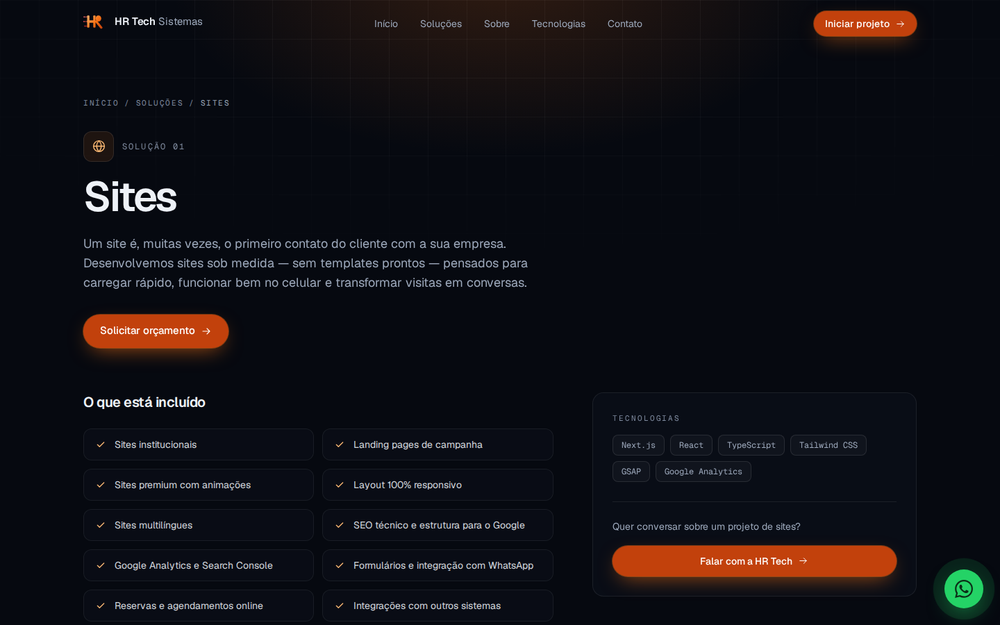 HR HR Tech Sistemas
Início Soluções Sobre Tecnologias Contato
Iniciar projeto →
INÍCIO / SOLUÇÕES / SITES
SOLUÇÃO 01
Sites
Um site é, muitas vezes, o primeiro contato do cliente com a sua empresa.
Desenvolvemos sites sob medida — sem templates prontos — pensados para
carregar rápido, funcionar bem no celular e transformar visitas em conversas.
Solicitar orçamento →
O que está incluído
Sites institucionais
Landing pages de campanha
Sites premium com animações
Layout 100% responsivo
Sites multilíngues
SEO técnico e estrutura para o Google
Google Analytics e Search Console
Formulários e integração com WhatsApp
Reservas e agendamentos online
Integrações com outros sistemas
TECNOLOGIAS
Next.js React TypeScript Tailwind CSS
GSAP Google Analytics
Quer conversar sobre um projeto de sites?
Falar com a HR Tech →